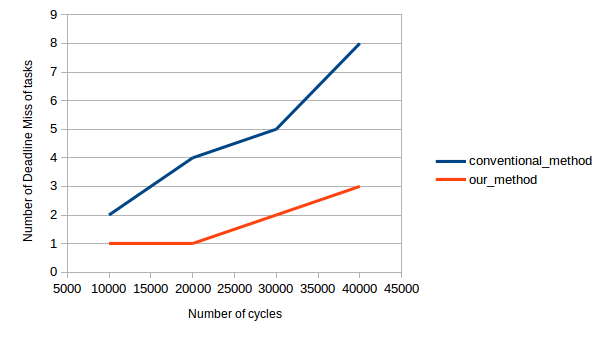 9
8
7
6
5
4
3
2
1
0
Number of Deadline Miss of tasks
5000 10000 15000 20000 25000 30000 35000 40000 45000
Number of cycles
conventional_method
our_method